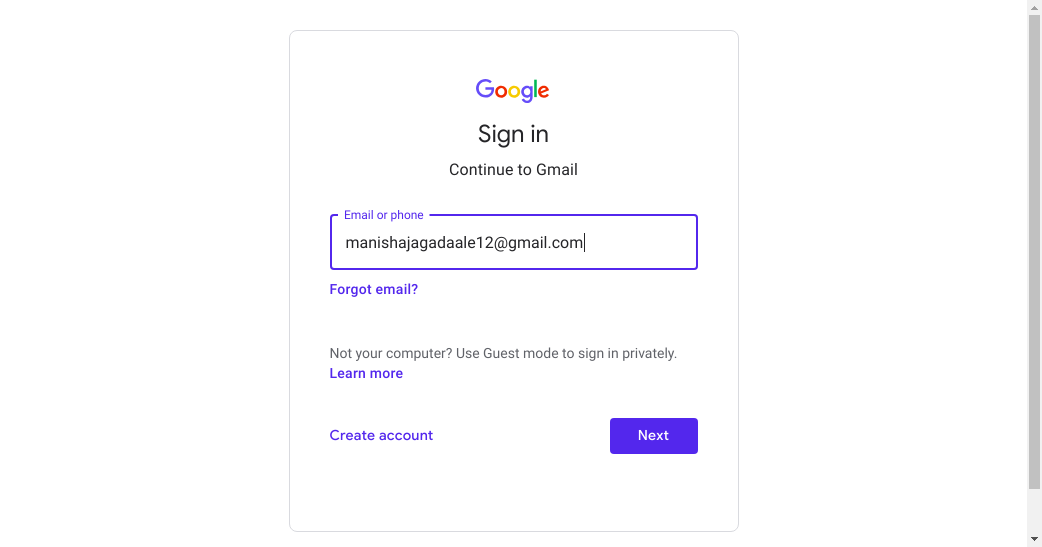 Google
Sign in
Continue to Gmail
Email or phone
manishajagadaale12@gmail.com
Forgot email?
Not your computer? Use Guest mode to sign in privately.
Learn more
Create account
Next